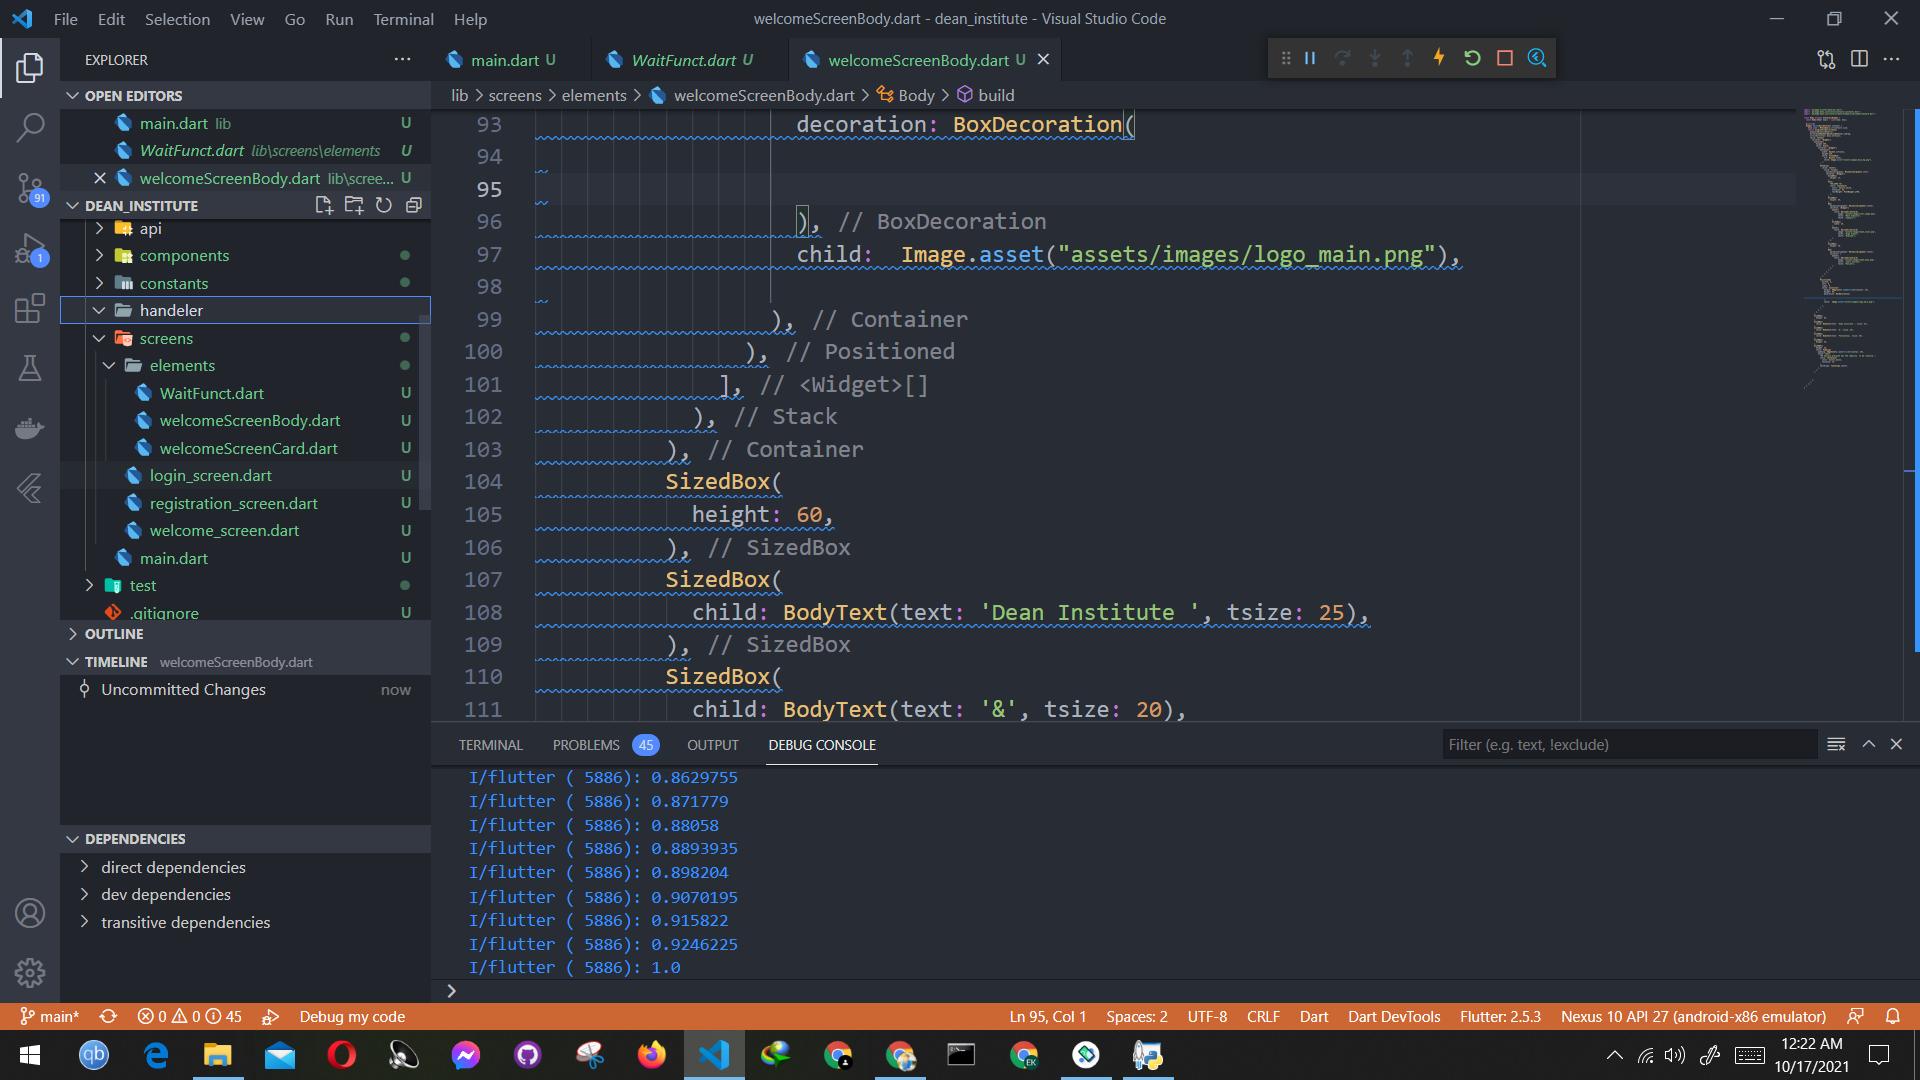 File Edit Selection View Go Run Terminal Help
welcomeScreenBody.dart - dean_institute - Visual Studio Code
EXPLORER
OPEN EDITORS
main.dart lib U
WaitFunct.dart lib\screens\elements U
welcomeScreenBody.dart lib\scree... U
DEAN_INSTITUTE
api
components
constants
handeler
screens
elements
WaitFunct.dart U
welcomeScreenBody.dart U
welcomeScreenCard.dart U
login_screen.dart U
registration_screen.dart U
welcome_screen.dart U
main.dart U
test
.gitignore U
OUTLINE
TIMELINE welcomeScreenBody.dart
Uncommitted Changes now
DEPENDENCIES
direct dependencies
dev dependencies
transitive dependencies
91
1
main.dart U WaitFunct.dart U welcomeScreenBody.dart U
lib > screens > elements > welcomeScreenBody.dart > Body > build
93 decoration: BoxDecoration(
94
95
96 ), // BoxDecoration
97 child: Image.asset("assets/images/logo_main.png"),
98
99 ), // Container
100 ), // Positioned
101 ], // <Widget>[]
102 ), // Stack
103 ), // Container
104 SizedBox(
105 height: 60,
106 ), // SizedBox
107 SizedBox(
108 child: BodyText(text: 'Dean Institute ', tsize: 25),
109 ), // SizedBox
110 SizedBox(
111 child: BodyText(text: '&', tsize: 20),
TERMINAL PROBLEMS 45 OUTPUT DEBUG CONSOLE
Filter (e.g. text, !exclude)
I/flutter ( 5886): 0.8629755
I/flutter ( 5886): 0.871779
I/flutter ( 5886): 0.88058
I/flutter ( 5886): 0.8893935
I/flutter ( 5886): 0.898204
I/flutter ( 5886): 0.9070195
I/flutter ( 5886): 0.915822
I/flutter ( 5886): 0.9246225
I/flutter ( 5886): 1.0
>
main* 0 0 45 Debug my code
Ln 95, Col 1 Spaces: 2 UTF-8 CRLF Dart Dart DevTools Flutter: 2.5.3 Nexus 10 API 27 (android-x86 emulator)
qb
EK
12:22 AM
10/17/2021